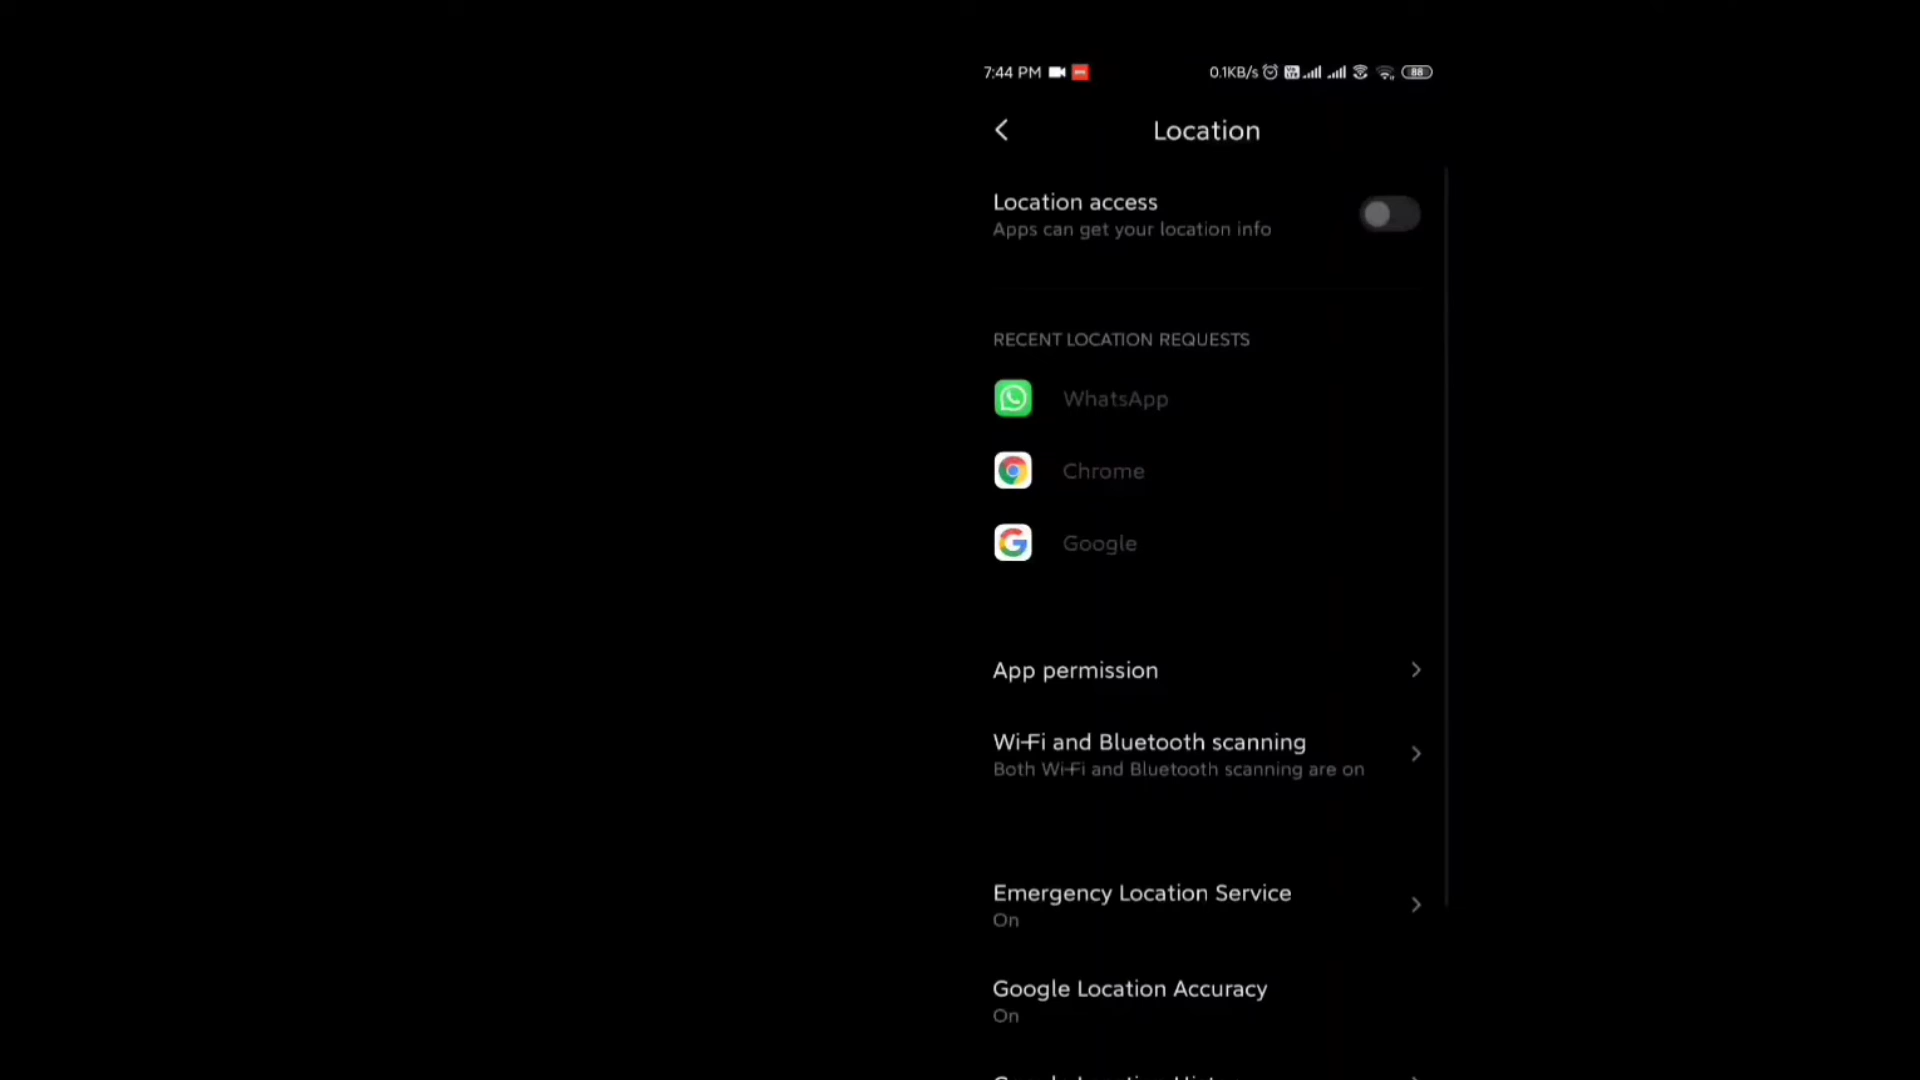 7:44 PM 0.1KB/s 88
Location
Location access
Apps can get your location info
RECENT LOCATION REQUESTS
WhatsApp
Chrome
Google
App permission
Wi-Fi and Bluetooth scanning
Both Wi-Fi and Bluetooth scanning are on
Emergency Location Service
On
Google Location Accuracy
On